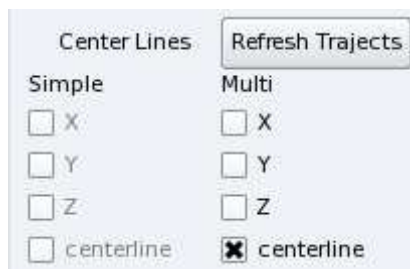 Center Lines Refresh Trajects
Simple Multi
X X
Y Y
Z Z
centerline centerline